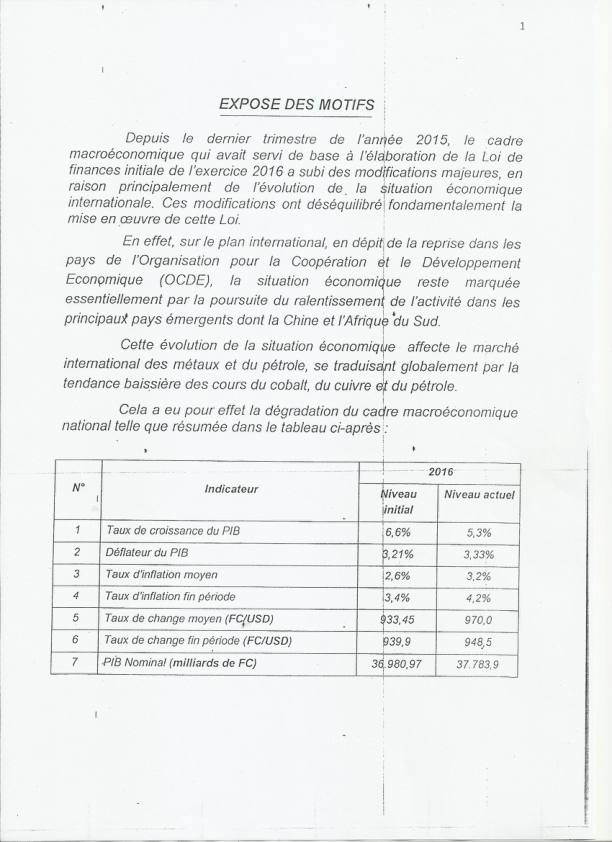 1
EXPOSE DES MOTIFS
Depuis le dernier trimestre de l'année 2015, le cadre
macroéconomique qui avait servi de base à l'élaboration de la Loi de
finances initiale de l'exercice 2016 a subi des modifications majeures, en
raison principalement de l'évolution de la situation économique
internationale. Ces modifications ont déséquilibré fondamentalement la
mise en œuvre de cette Loi.
En effet, sur le plan international, en dépit de la reprise dans les
pays de l'Organisation pour la Coopération et le Développement
Economique (OCDE), la situation économique reste marquée
essentiellement par la poursuite du ralentissement de l'activité dans les
principaux pays émergents dont la Chine et l'Afrique du Sud.
Cette évolution de la situation économique affecte le marché
international des métaux et du pétrole, se traduisant globalement par la
tendance baissière des cours du cobalt, du cuivre et du pétrole.
Cela a eu pour effet la dégradation du cadre macroéconomique
national telle que résumée dans le tableau ci-après :
N° Indicateur 2016
Niveau initial Niveau actuel
1 Taux de croissance du PIB 6,6% 5,3%
2 Déflateur du PIB 3,21% 3,33%
3 Taux d'inflation moyen 2,6% 3,2%
4 Taux d'inflation fin période 3,4% 4,2%
5 Taux de change moyen (FC/USD) 933,45 970,0
6 Taux de change fin période (FC/USD) 939,9 948,5
7 PIB Nominal (milliards de FC) 36.980,97 37.783,9